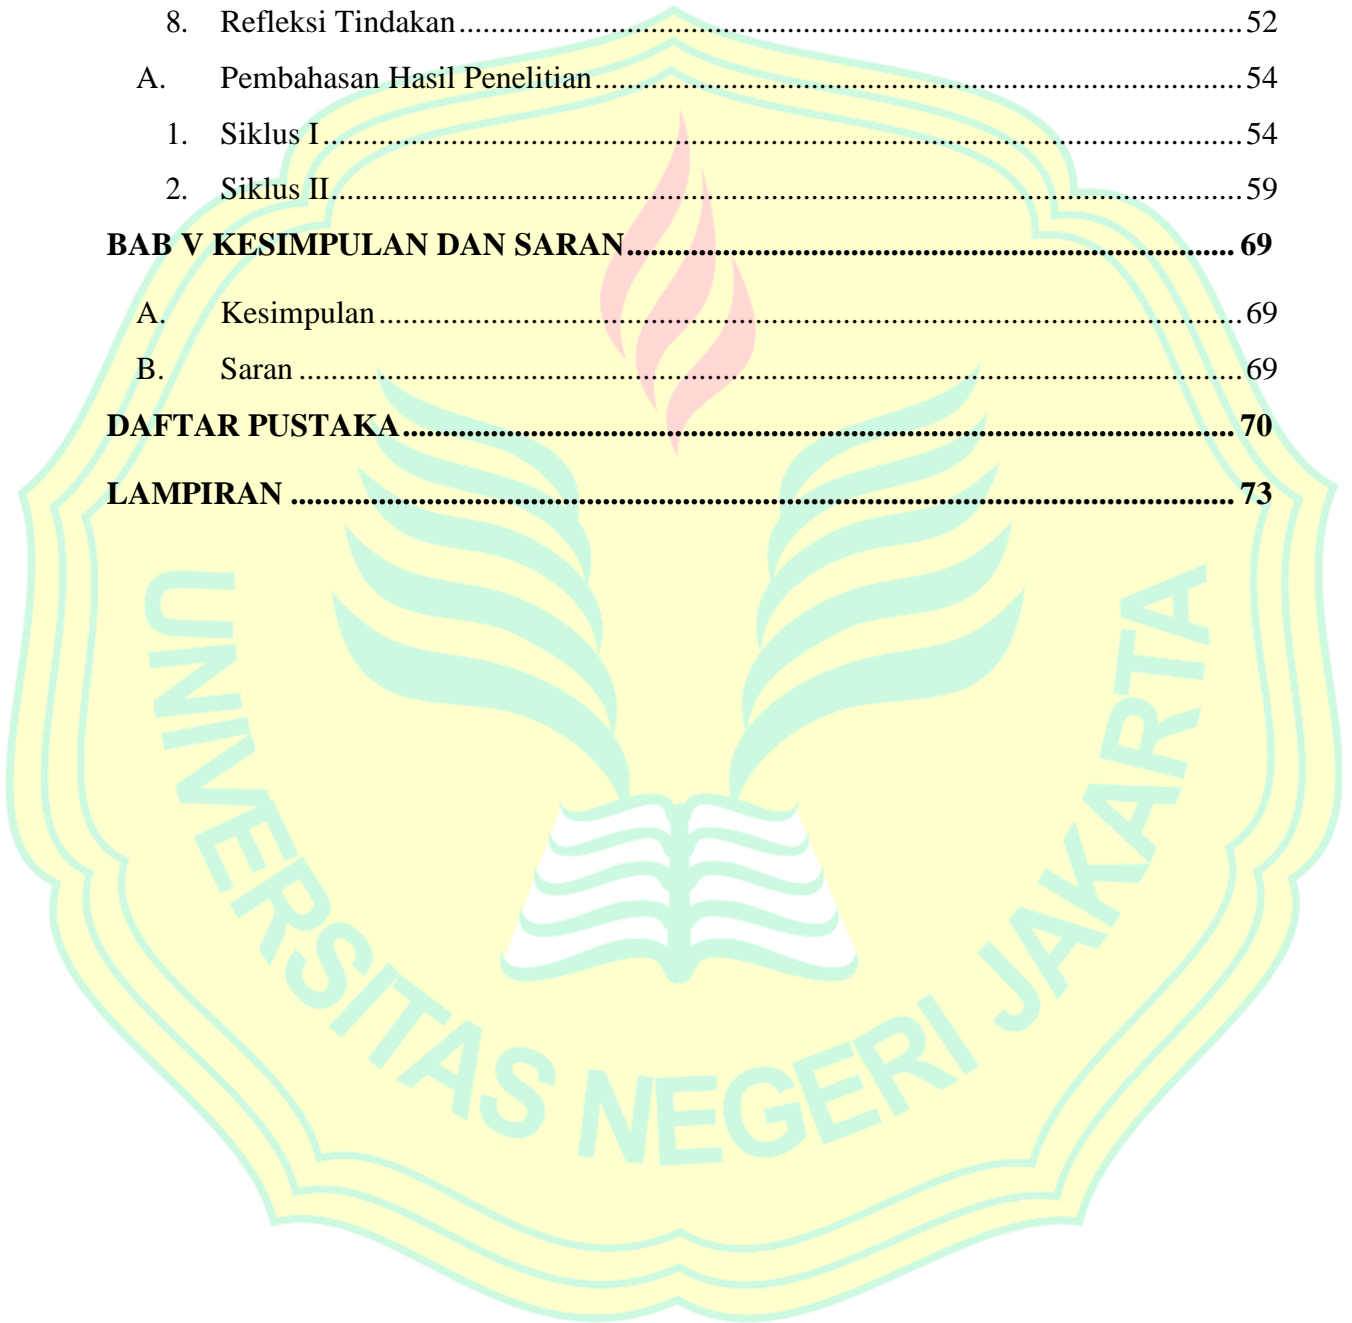 8. Refleksi Tindakan........................................................................................................52
A. Pembahasan Hasil Penelitian......................................................................................54
1. Siklus I.........................................................................................................................54
2. Siklus II........................................................................................................................59
BAB V KESIMPULAN DAN SARAN.............................................................................. 69
A. Kesimpulan..................................................................................................................69
B. Saran ............................................................................................................................69
DAFTAR PUSTAKA.......................................................................................................... 70
LAMPIRAN ........................................................................................................................ 73
UNIVERSITAS NEGERI JAKARTA